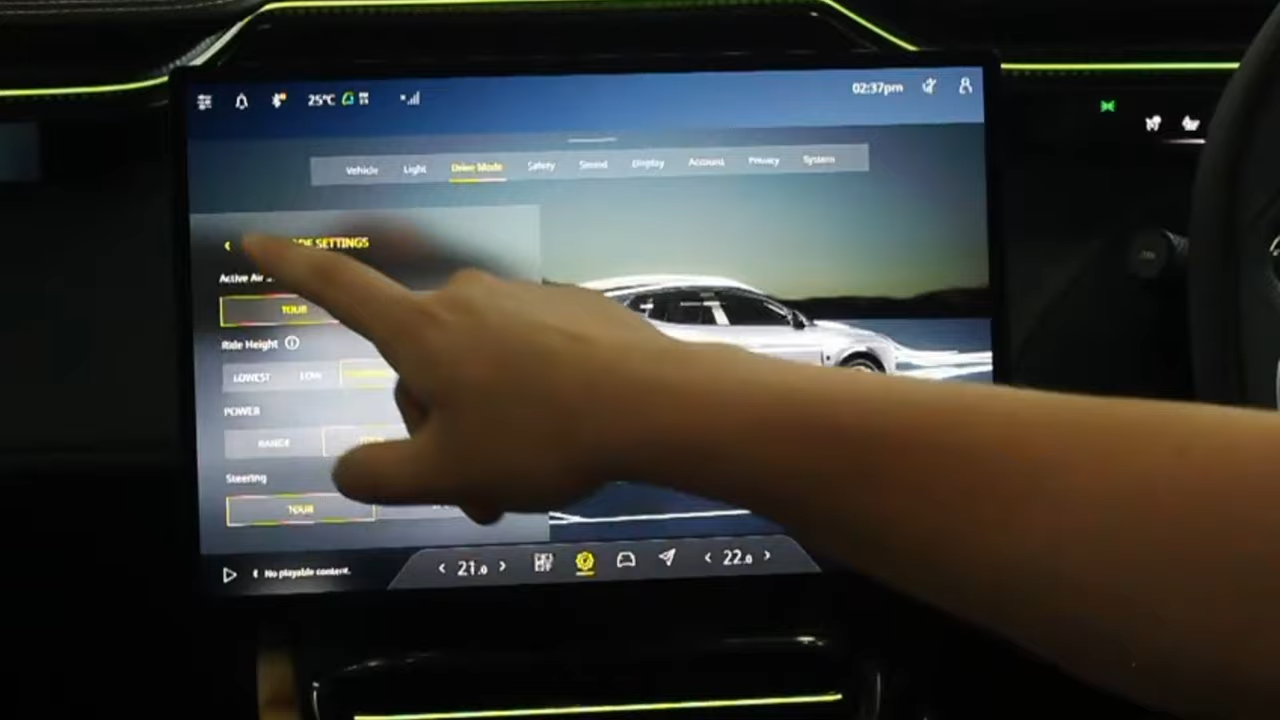 25°C
02:37pm
Vehicle Light Drive Mode Safety Sound Display Account Privacy System
SETTINGS
Active Air
TOUR
Ride Height
LOWEST LOW
POWER
RANGE
Steering
TOUR
No playable content.
21.0 22.0